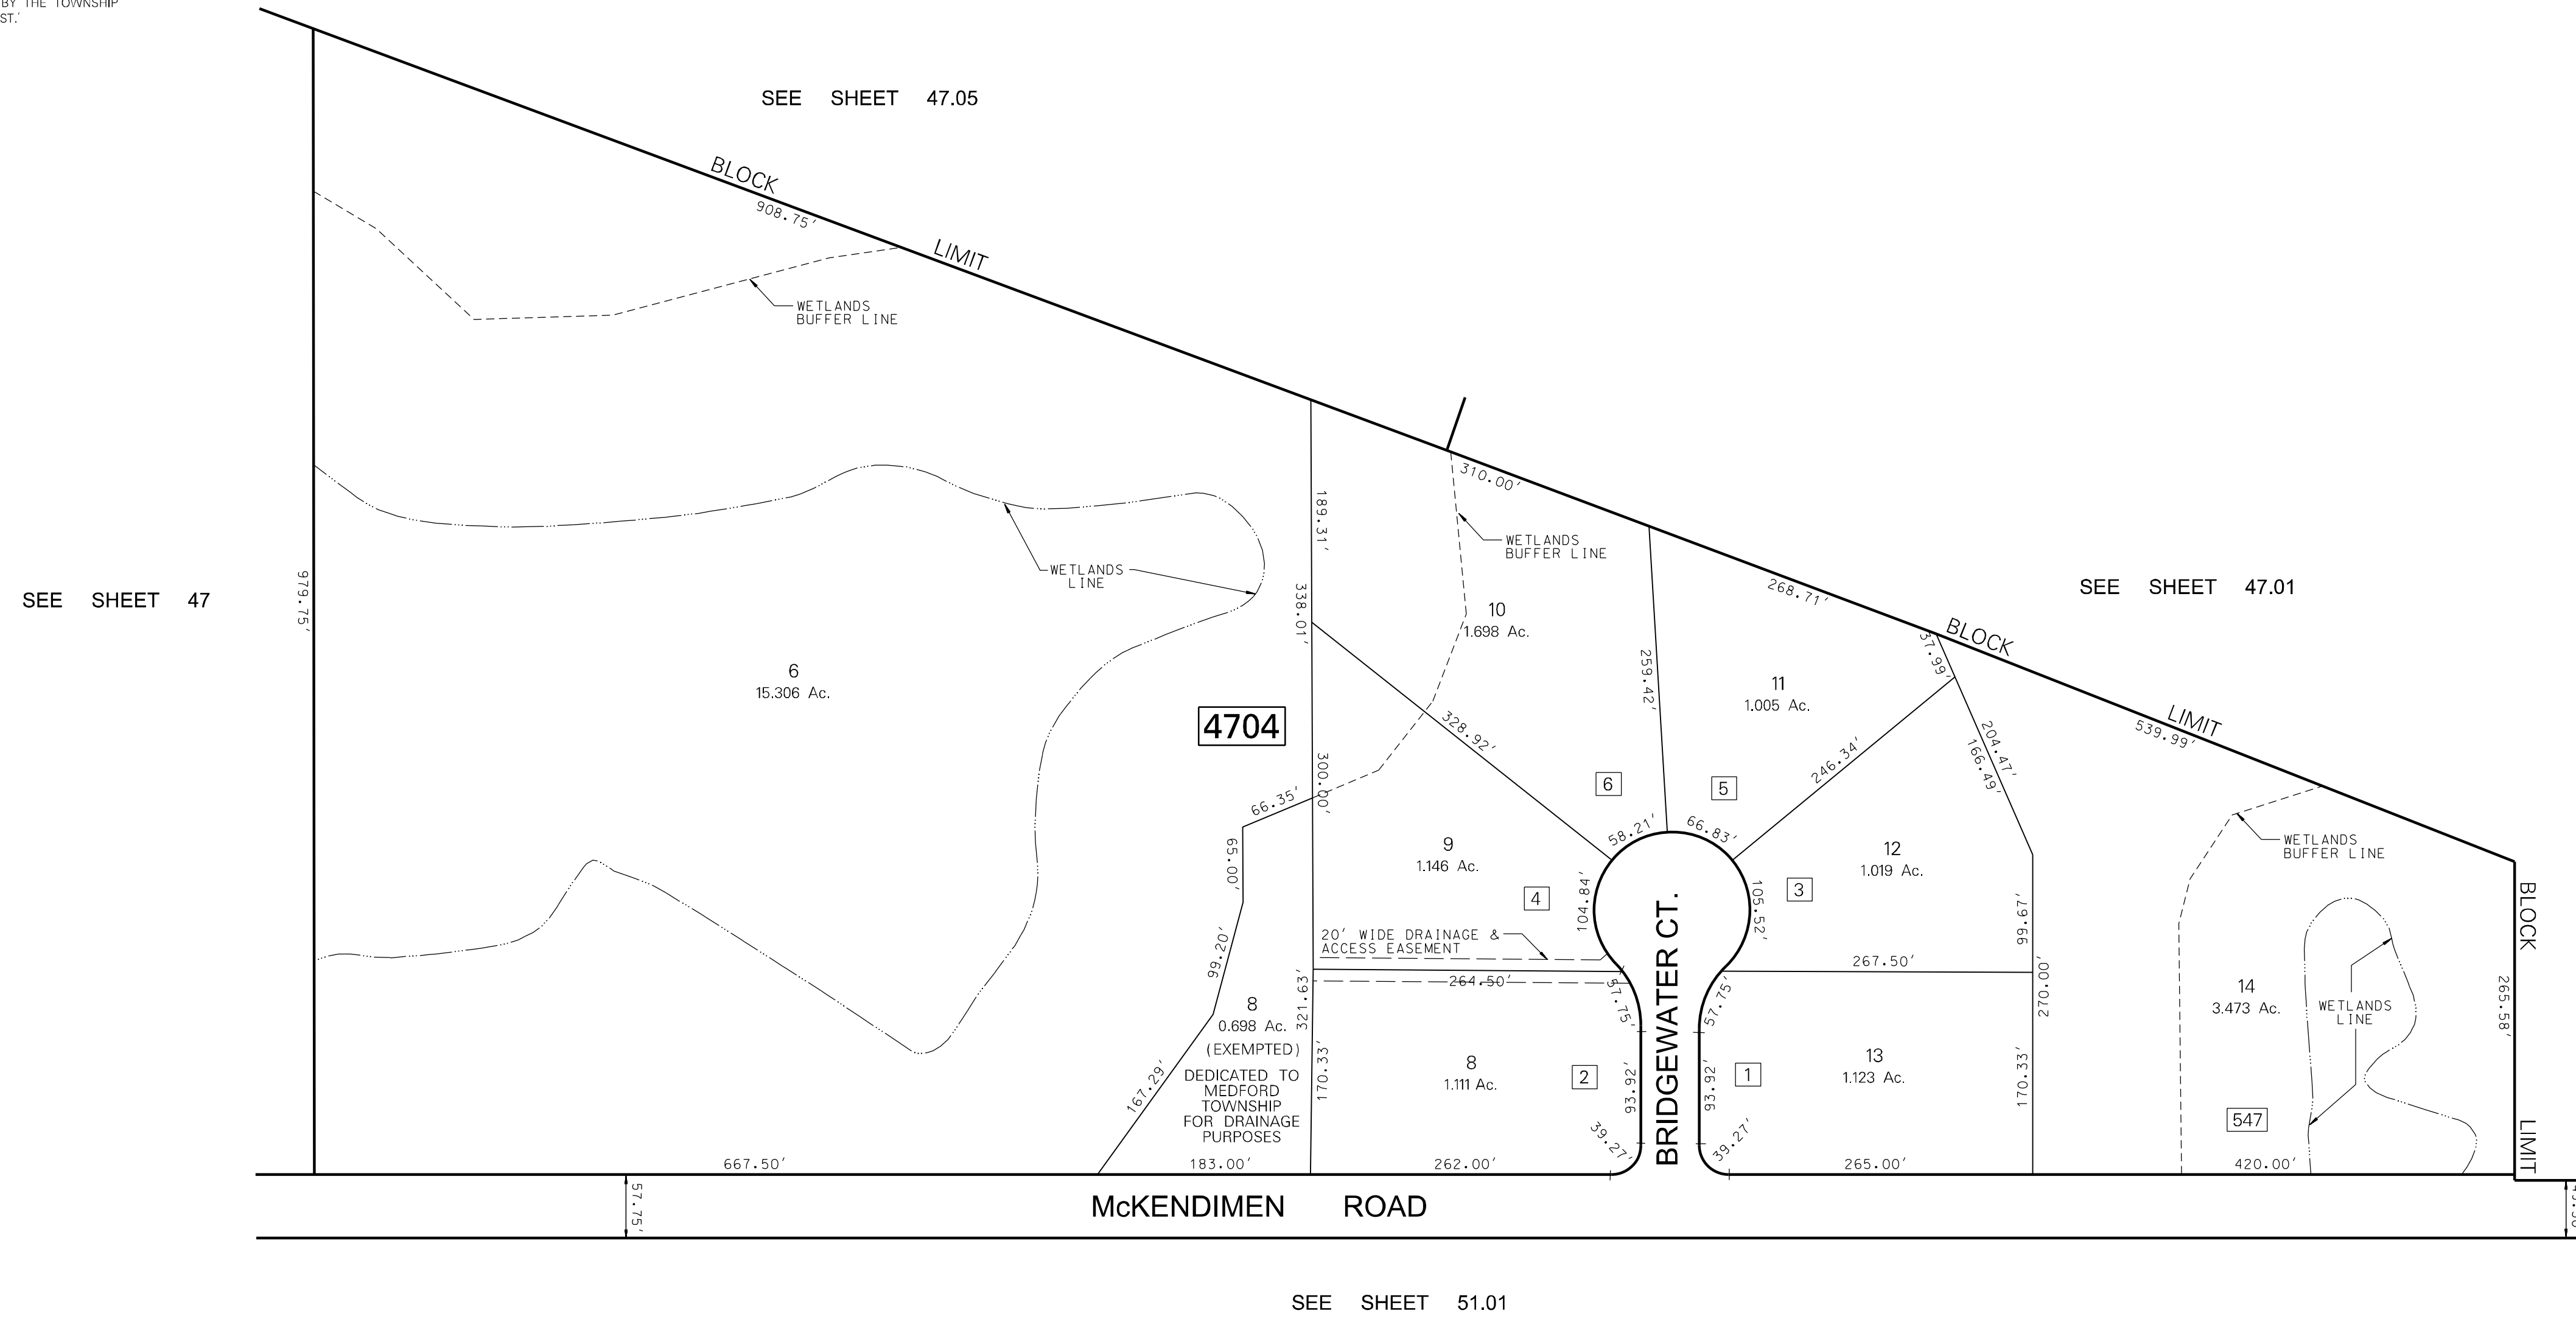 BY THE TOWNSHIP
ST.'
SEE SHEET 47.05
BLOCK
908.75'
LIMIT
WETLANDS
BUFFER LINE
SEE SHEET 47
979.75'
6
15.306 Ac.
WETLANDS
LINE
4704
189.31'
338.01'
300.00'
310.00'
WETLANDS
BUFFER LINE
10
1.698 Ac.
259.42'
268.71'
11
1.005 Ac.
37.99'
BLOCK
SEE SHEET 47.01
LIMIT
539.99'
204.47'
166.49'
246.34'
328.92'
6
5
58.21'
66.83'
66.35'
65.00'
99.20'
167.29'
9
1.146 Ac.
4
104.84'
105.52'
3
12
1.019 Ac.
99.67'
267.50'
270.00'
20' WIDE DRAINAGE &
ACCESS EASEMENT
264.50'
57.75'
57.75'
8
0.698 Ac.
(EXEMPTED)
DEDICATED TO
MEDFORD
TOWNSHIP
FOR DRAINAGE
PURPOSES
321.63'
170.33'
8
1.111 Ac.
2
93.92'
39.27'
BRIDGEWATER CT.
93.92'
1
39.27'
13
1.123 Ac.
170.33'
WETLANDS
BUFFER LINE
14
3.473 Ac.
WETLANDS
LINE
547
BLOCK
265.58'
LIMIT
667.50'
183.00'
262.00'
265.00'
420.00'
57.75'
McKENDIMEN ROAD
SEE SHEET 51.01